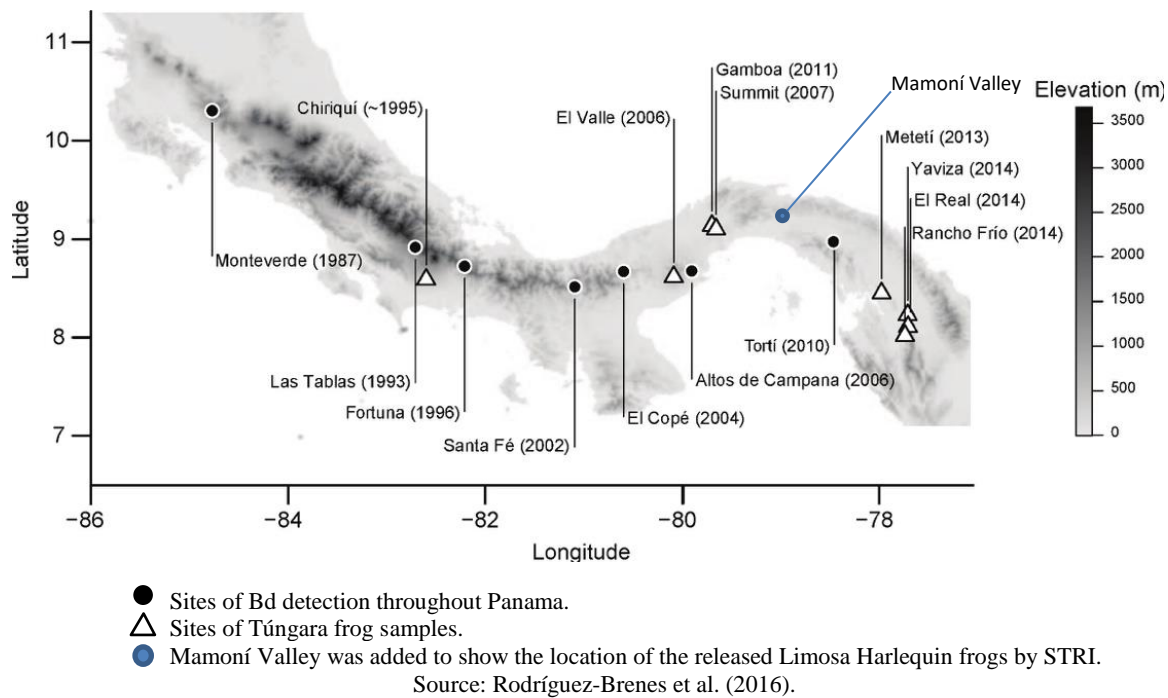 11
10
9
8
7
Latitude
−86
−84
−82
−80
−78
Longitude
Monteverde (1987)
Chiriquí (~1995)
Las Tablas (1993)
Fortuna (1996)
Santa Fé (2002)
El Copé (2004)
El Valle (2006)
Altos de Campana (2006)
Gamboa (2011)
Summit (2007)
Mamoní Valley
Tortí (2010)
Metetí (2013)
Yaviza (2014)
El Real (2014)
Rancho Frío (2014)
Elevation (m)
3500
3000
2500
2000
1500
1000
500
0
Sites of Bd detection throughout Panama.
Sites of Túngara frog samples.
Mamoní Valley was added to show the location of the released Limosa Harlequin frogs by STRI.
Source: Rodríguez-Brenes et al. (2016).